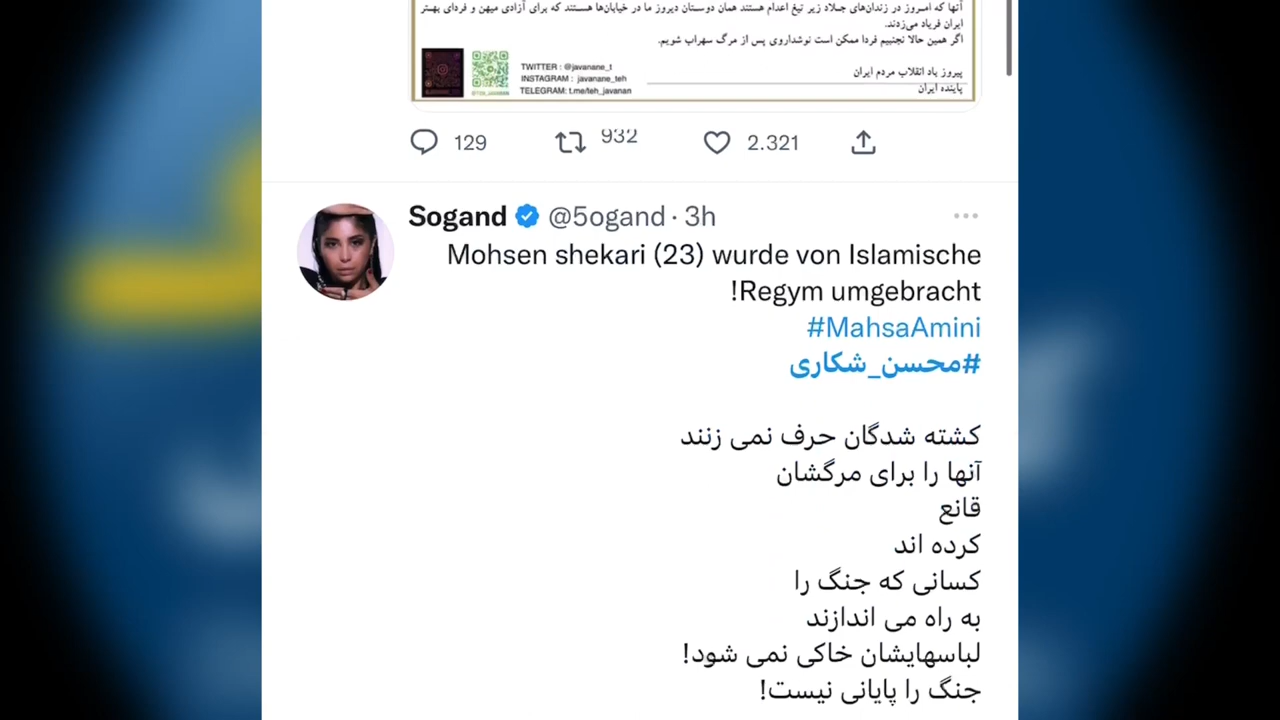 آنها که امروز در زندان‌های جلاد زیر تیغ اعدام هستند همان دوستان دیروز ما در خیابان‌ها هستند که برای آزادی میهن و فردای بهتر
ایران فریاد می‌زدند.
اگر همین حالا نجنبیم فردا ممکن است نوشداروی پس از مرگ سهراب شویم.
پیروز باد انقلاب مردم ایران
پاینده ایران
TWITTER : @javanane_t
INSTAGRAM : javanane_teh
TELEGRAM: t.me/teh_javanan
129 932 2.321
Sogand @5ogand · 3h
Mohsen shekari (23) wurde von Islamische
!Regym umgebracht
#MahsaAmini
#محسن_شکاری
کشته شدگان حرف نمی زنند
آنها را برای مرگشان
قانع
کرده اند
کسانی که جنگ را
به راه می اندازند
لباسهایشان خاکی نمی شود!
جنگ را پایانی نیست!